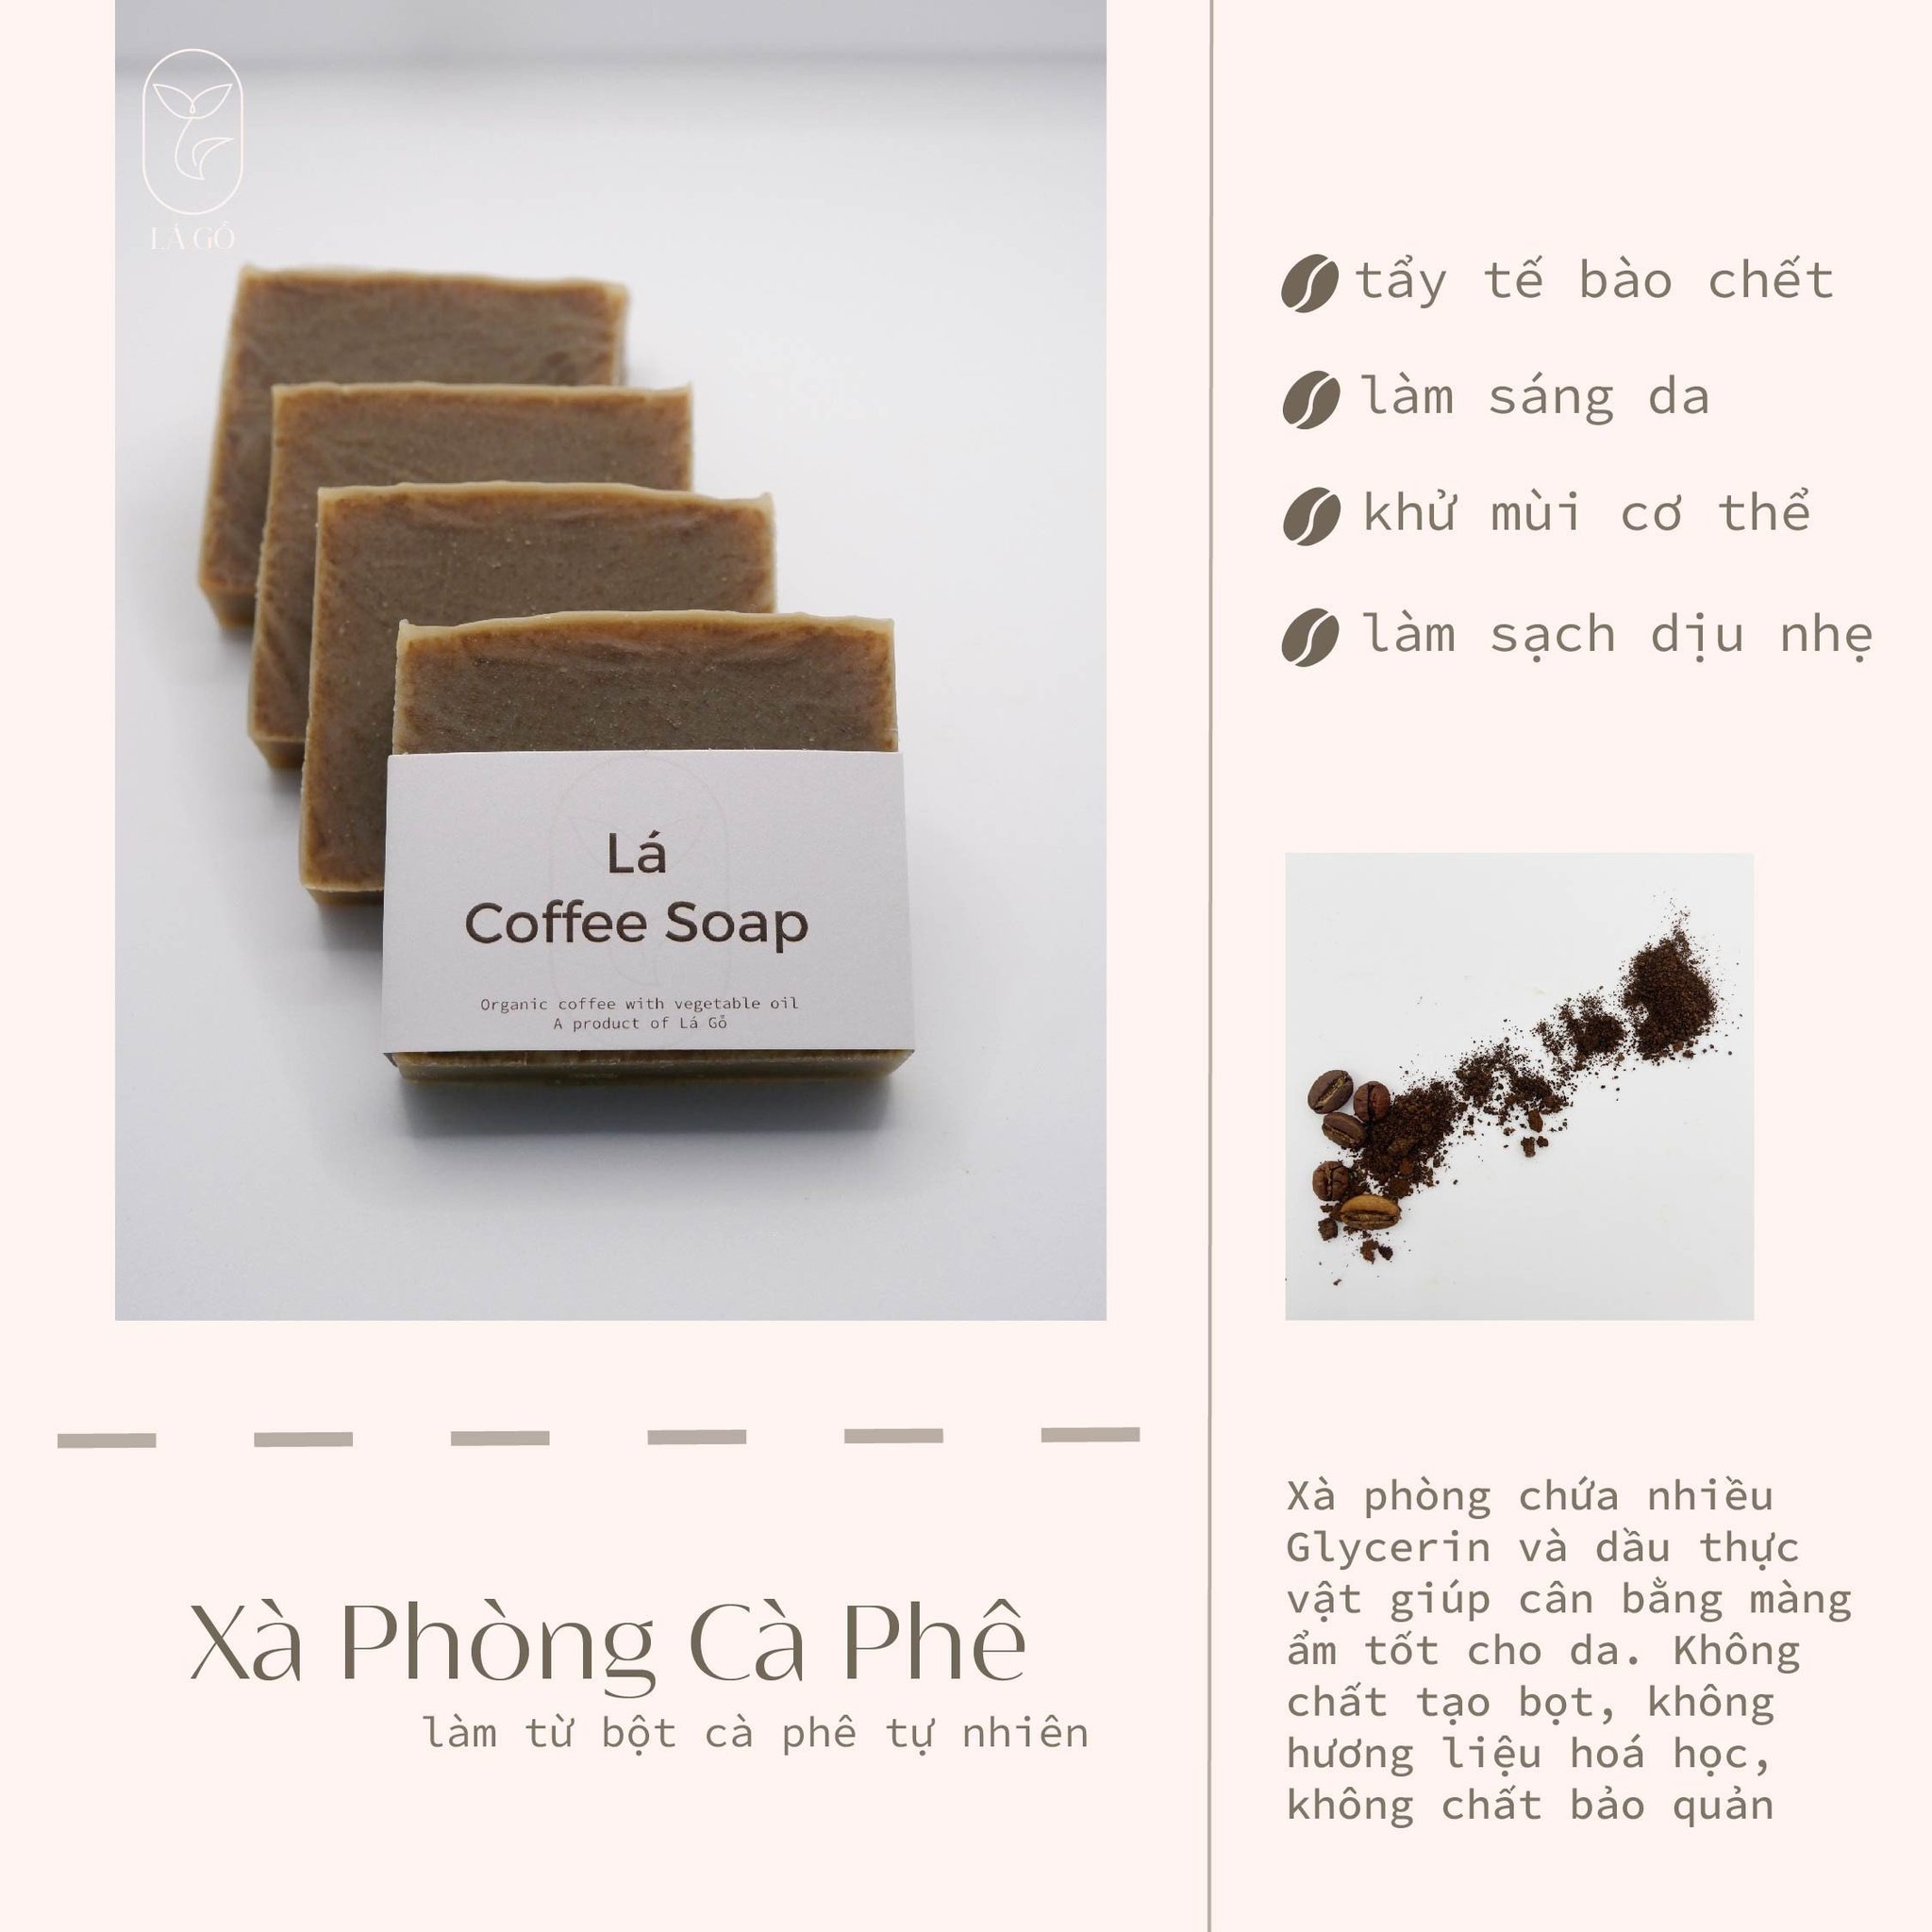 LÁ GỖ
Lá
Coffee Soap
Organic coffee with vegetable oil
A product of Lá Gỗ
Xà Phòng Cà Phê
làm từ bột cà phê tự nhiên
tẩy tế bào chết
làm sáng da
khử mùi cơ thể
làm sạch dịu nhẹ
Xà phòng chứa nhiều
Glycerin và dầu thực
vật giúp cân bằng màng
ẩm tốt cho da. Không
chất tạo bọt, không
hương liệu hoá học,
không chất bảo quản